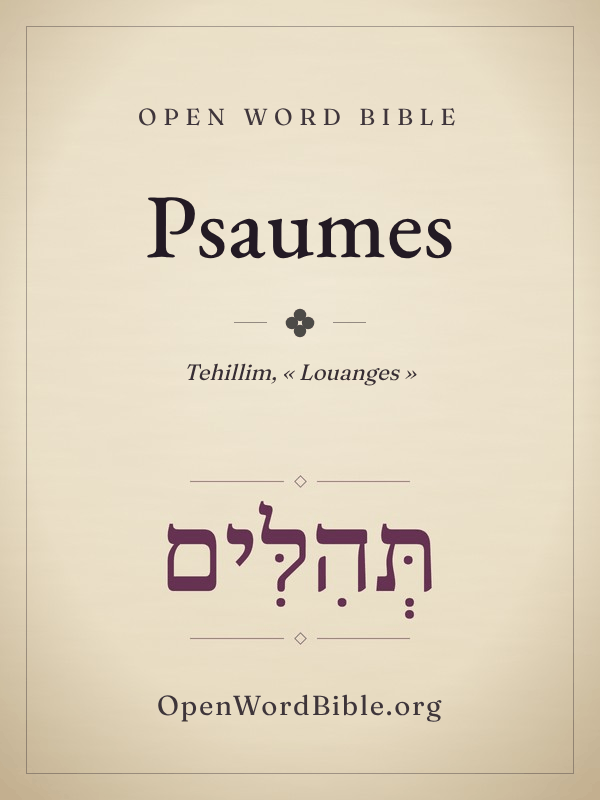 OPEN WORD BIBLE
Psaumes
Tehillim, « Louanges »
תְּהִלִּים
OpenWordBible.org